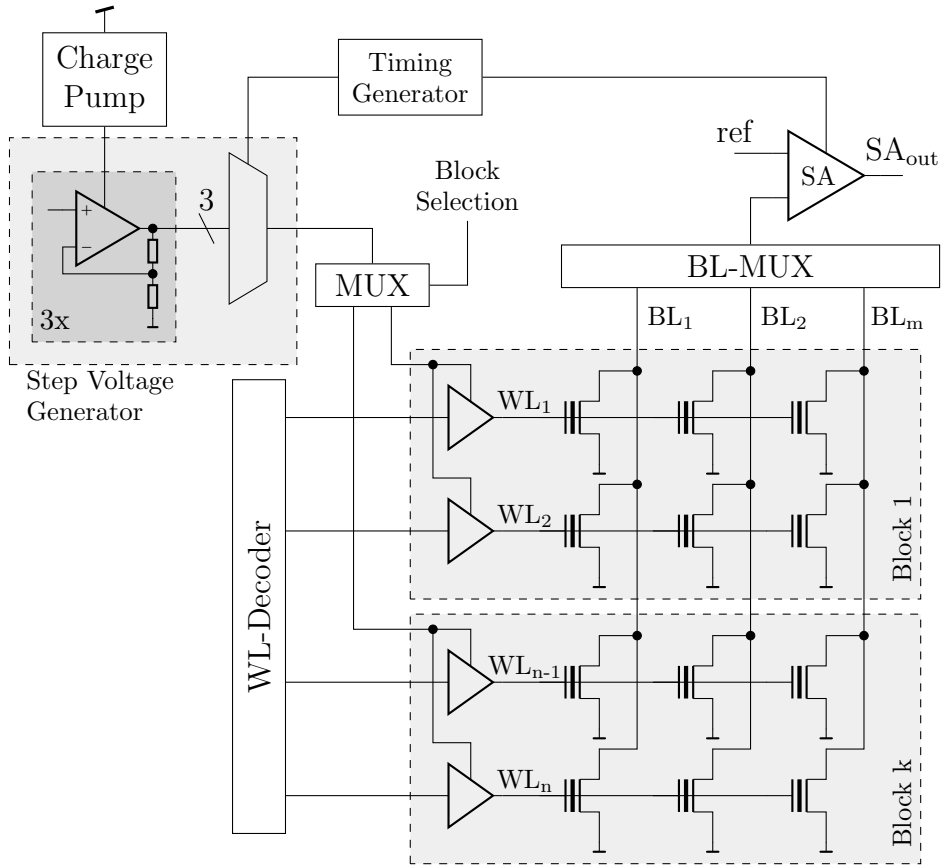 Charge
Pump
Timing
Generator
ref
SA
SAout
Block
Selection
3
+
−
3x
MUX
BL-MUX
BL1
BL2
BLm
Step Voltage
Generator
WL-Decoder
WL1
WL2
Block 1
WLn-1
WLn
Block k